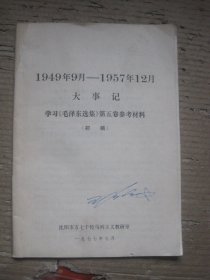 1949年9月—1957年12月
大事记
学习《毛泽东选集》第五卷参考材料
(初稿)
沈阳市五七干校马列主义教研室
一九七七年七月